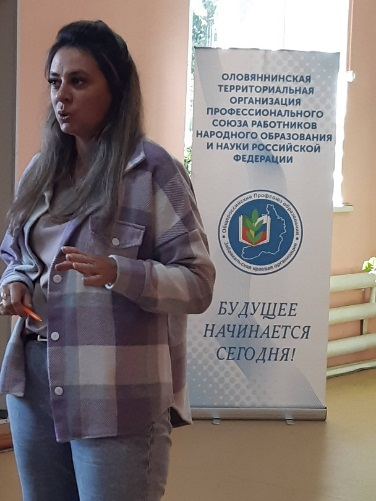 ОЛОВЯННИНСКАЯ
ТЕРРИТОРИАЛЬНАЯ
ОРГАНИЗАЦИЯ
ПРОФЕССИОНАЛЬНОГО
СОЮЗА РАБОТНИКОВ
НАРОДНОГО ОБРАЗОВАНИЯ
И НАУКИ РОССИЙСКОЙ
ФЕДЕРАЦИИ
Общероссийский Профсоюз образования
Забайкальская краевая организация
БУДУЩЕЕ
НАЧИНАЕТСЯ
СЕГОДНЯ!